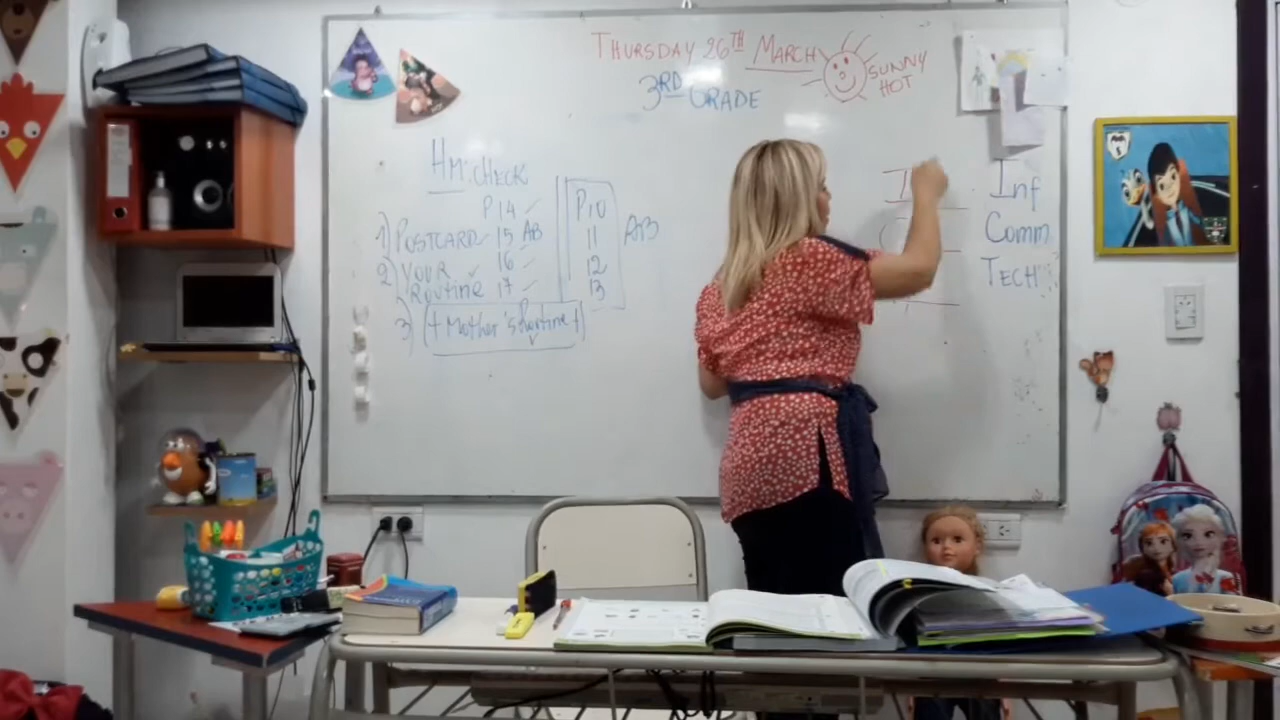 THURSDAY 26TH MARCH
SUNNY
HOT
3RD GRADE
HM: CHECK
P14 ✓
1) POSTCARD ✓ 15 AB
16 ✓
2) YOUR ROUTINE ✓ 17 ✓
3) + Mother's Routine +
P10
11
12
13
AB
I
Inf
Comm
TECH